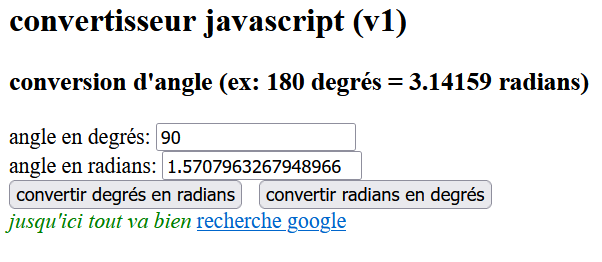 convertisseur javascript (v1)
conversion d'angle (ex: 180 degrés = 3.14159 radians)
angle en degrés: 90
angle en radians: 1.5707963267948966
convertir degrés en radians convertir radians en degrés
jusqu'ici tout va bien recherche google